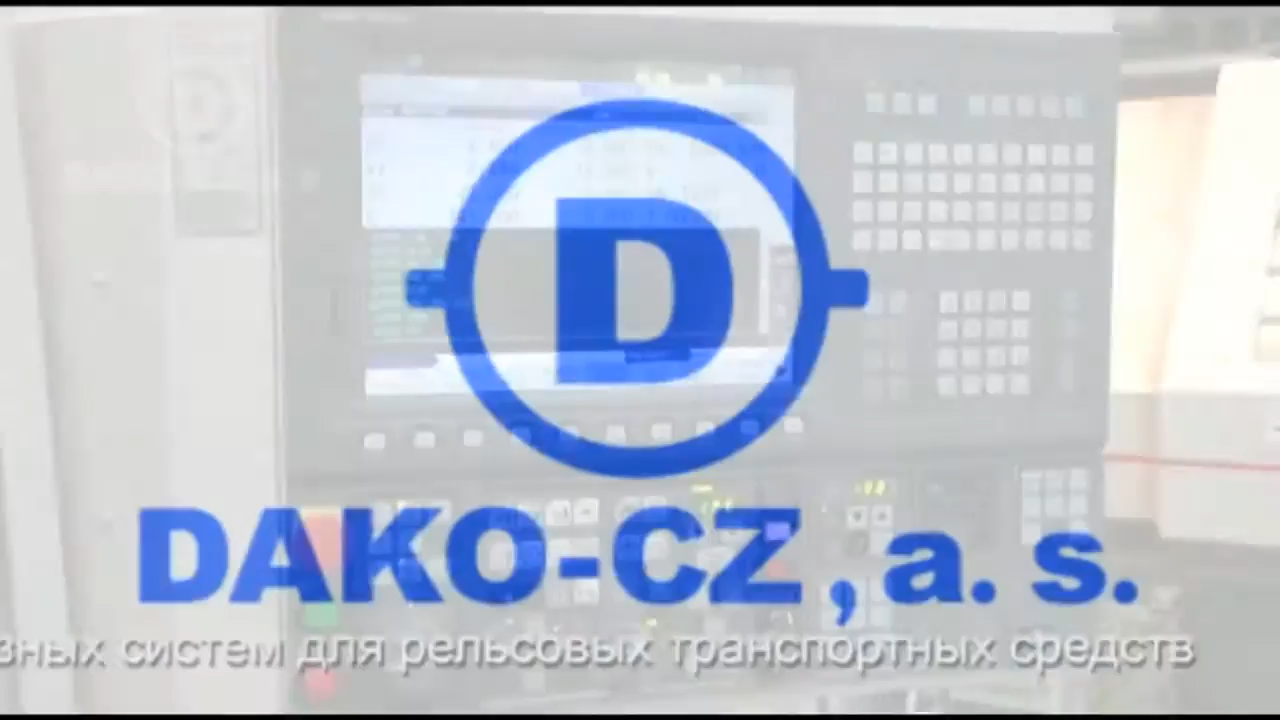 D
DAKO-CZ, a. s.
зных систем для рельсовых транспортных средств